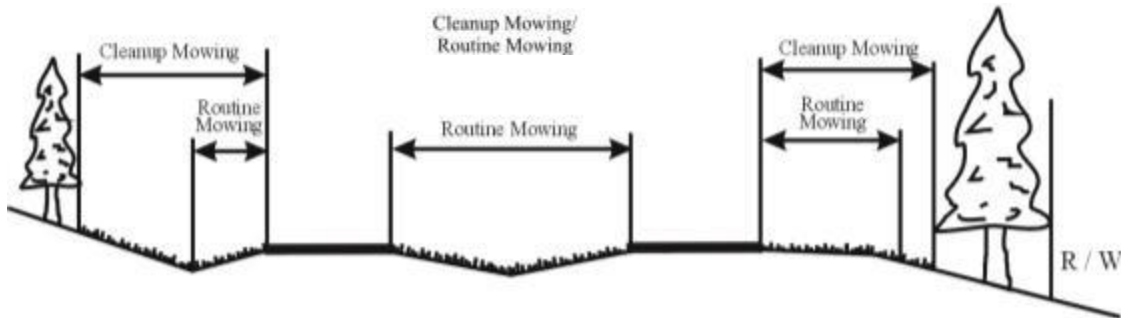 Cleanup Mowing/
Routine Mowing
Cleanup Mowing
Routine
Mowing
Routine Mowing
Cleanup Mowing
Routine
Mowing
R / W